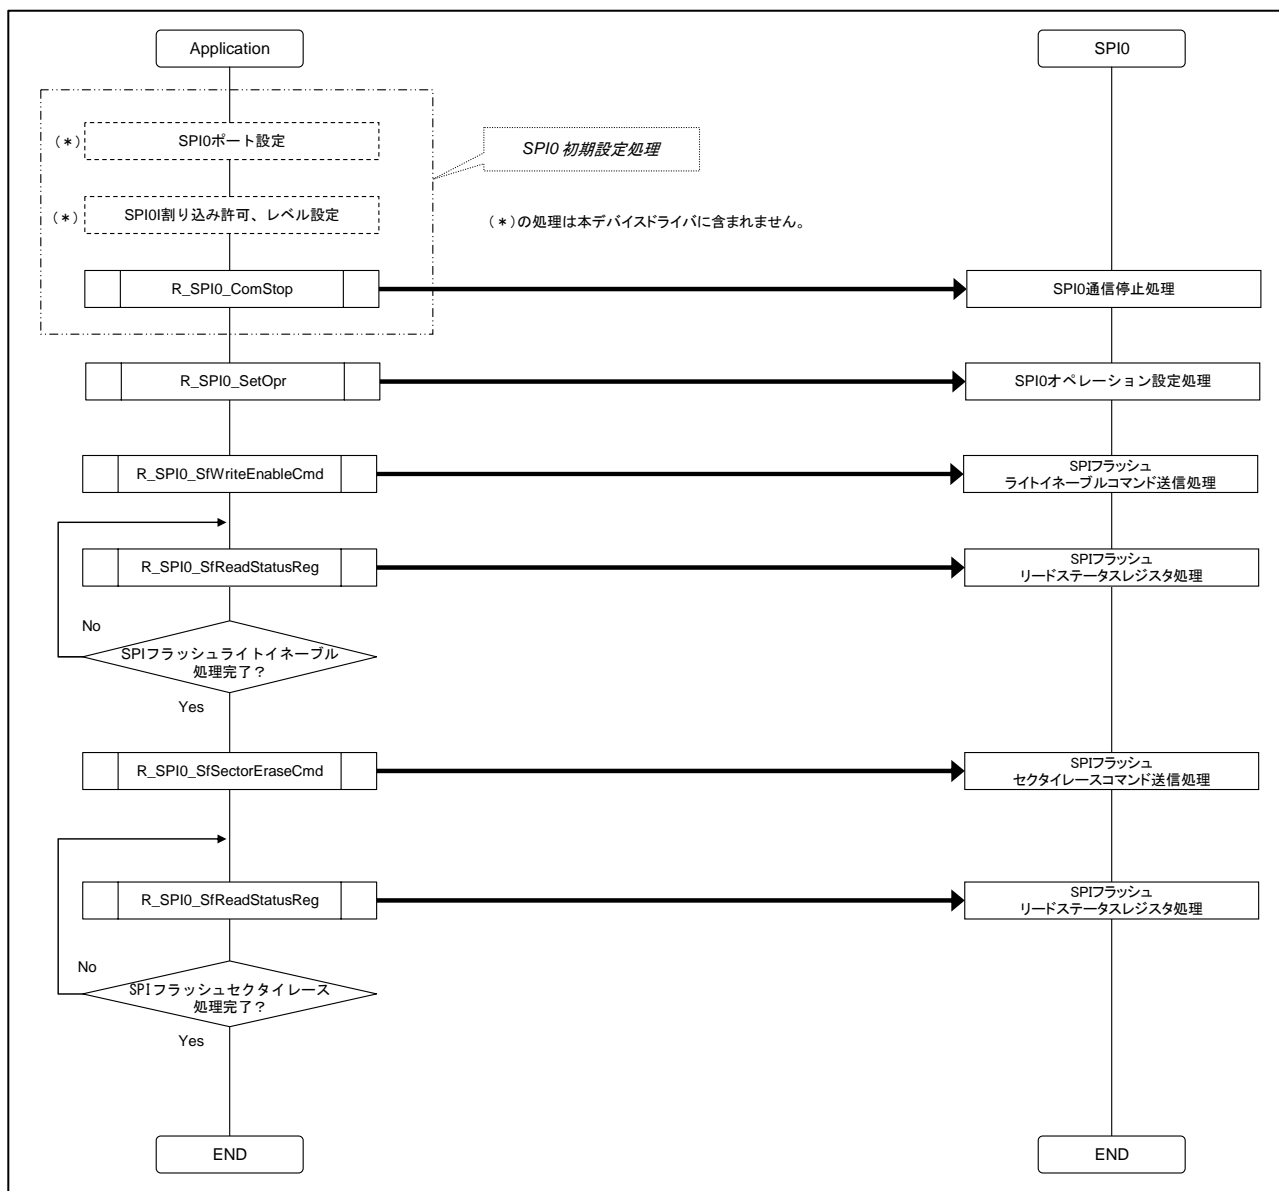 Application
SPI0
(*)
SPI0ポート設定
SPI0 初期設定処理
(*)
SPI0I割り込み許可、レベル設定
(*)の処理は本デバイスドライバに含まれません。
R_SPI0_ComStop
SPI0通信停止処理
R_SPI0_SetOpr
SPI0オペレーション設定処理
R_SPI0_SfWriteEnableCmd
SPIフラッシュ
ライトイネーブルコマンド送信処理
R_SPI0_SfReadStatusReg
SPIフラッシュ
リードステータスレジスタ処理
No
SPIフラッシュライトイネーブル
処理完了?
Yes
R_SPI0_SfSectorEraseCmd
SPIフラッシュ
セクタイレースコマンド送信処理
R_SPI0_SfReadStatusReg
SPIフラッシュ
リードステータスレジスタ処理
No
SPIフラッシュセクタイレース
処理完了?
Yes
END
END